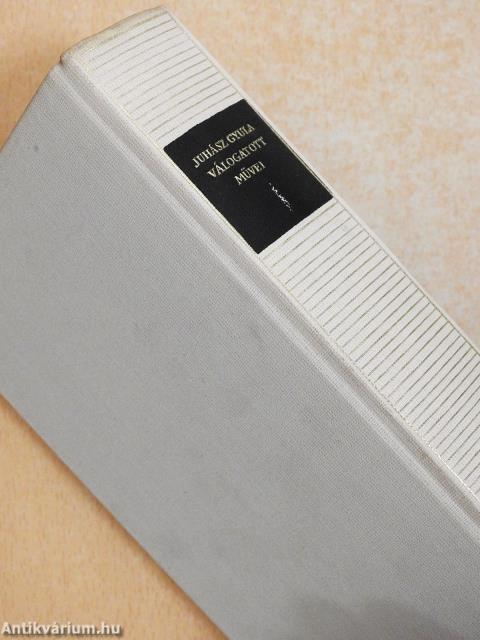 JUHÁSZ GYULA
VÁLOGATOTT
MŰVEI
Antikvárium.hu